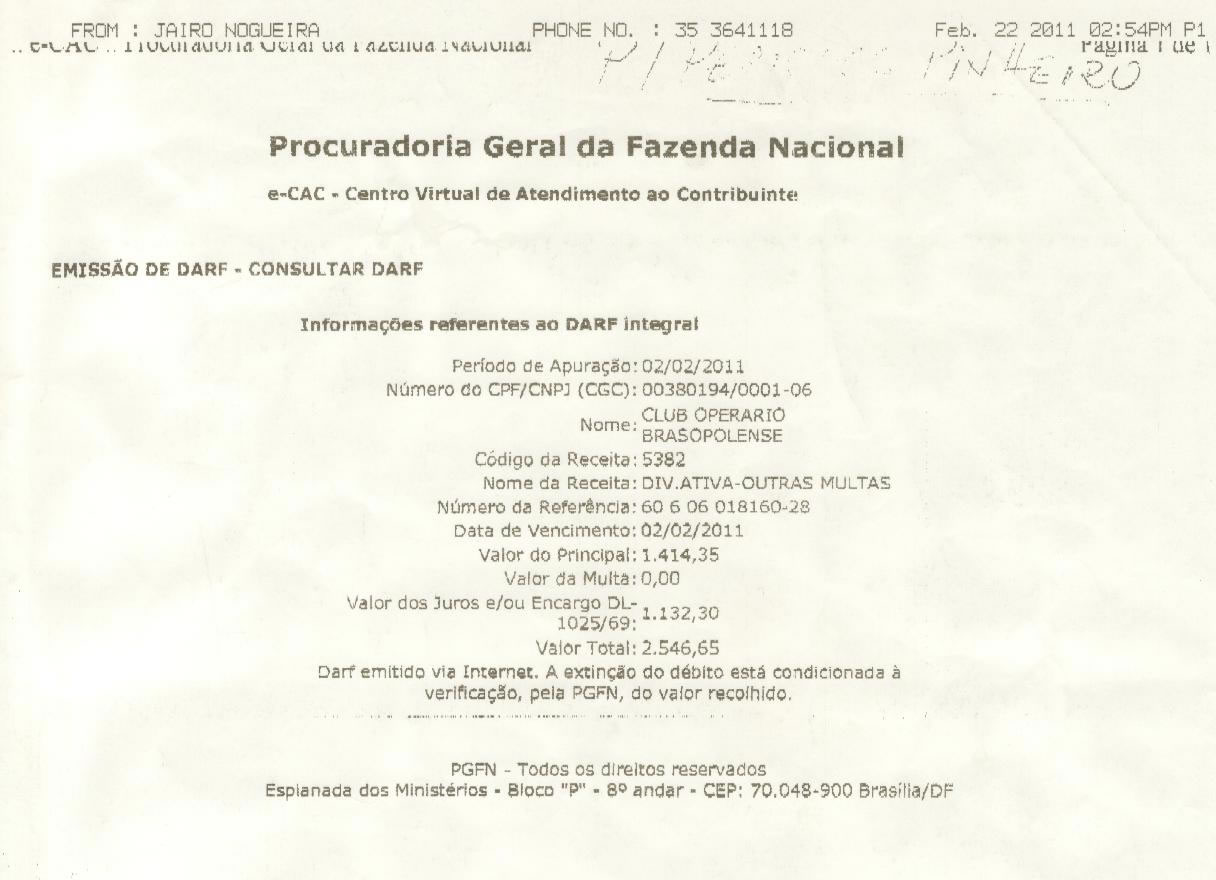 FROM : JAIRO NOGUEIRA PHONE NO. : 35 3641118 Feb. 22 2011 02:54PM P1
.. e-CAC .. Procuradoria Geral da Fazenda Nacional Página 1 de 1
P/ PINHEIRO
Procuradoria Geral da Fazenda Nacional
e-CAC - Centro Virtual de Atendimento ao Contribuinte
EMISSÃO DE DARF - CONSULTAR DARF
Informações referentes ao DARF integral
Período de Apuração: 02/02/2011
Número do CPF/CNPJ (CGC): 00380194/0001-06
Nome: CLUB OPERARIO
BRASOPOLENSE
Código da Receita: 5382
Nome da Receita: DIV.ATIVA-OUTRAS MULTAS
Número da Referência: 60 6 06 018160-28
Data de Vencimento: 02/02/2011
Valor do Principal: 1.414,35
Valor da Multa: 0,00
Valor dos Juros e/ou Encargo DL-
1025/69: 1.132,30
Valor Total: 2.546,65
Darf emitido via Internet. A extinção do débito está condicionada à
verificação, pela PGFN, do valor recolhido.
PGFN - Todos os direitos reservados
Esplanada dos Ministérios - Bloco "P" - 8º andar - CEP: 70.048-900 Brasília/DF